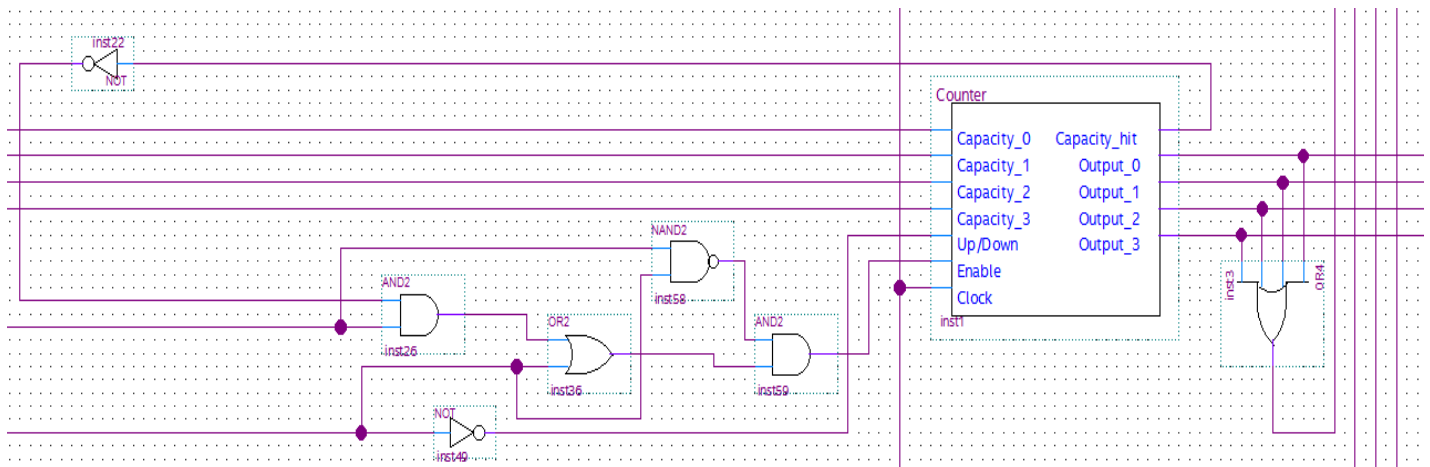 inst22
NOT
Counter
Capacity_0 Capacity_hit
Capacity_1 Output_0
Capacity_2 Output_1
Capacity_3 Output_2
Up/Down Output_3
Enable
Clock
inst1
NAND2
inst58
AND2
inst26
OR2
inst36
AND2
inst59
NOT
inst49
inst3
OR4